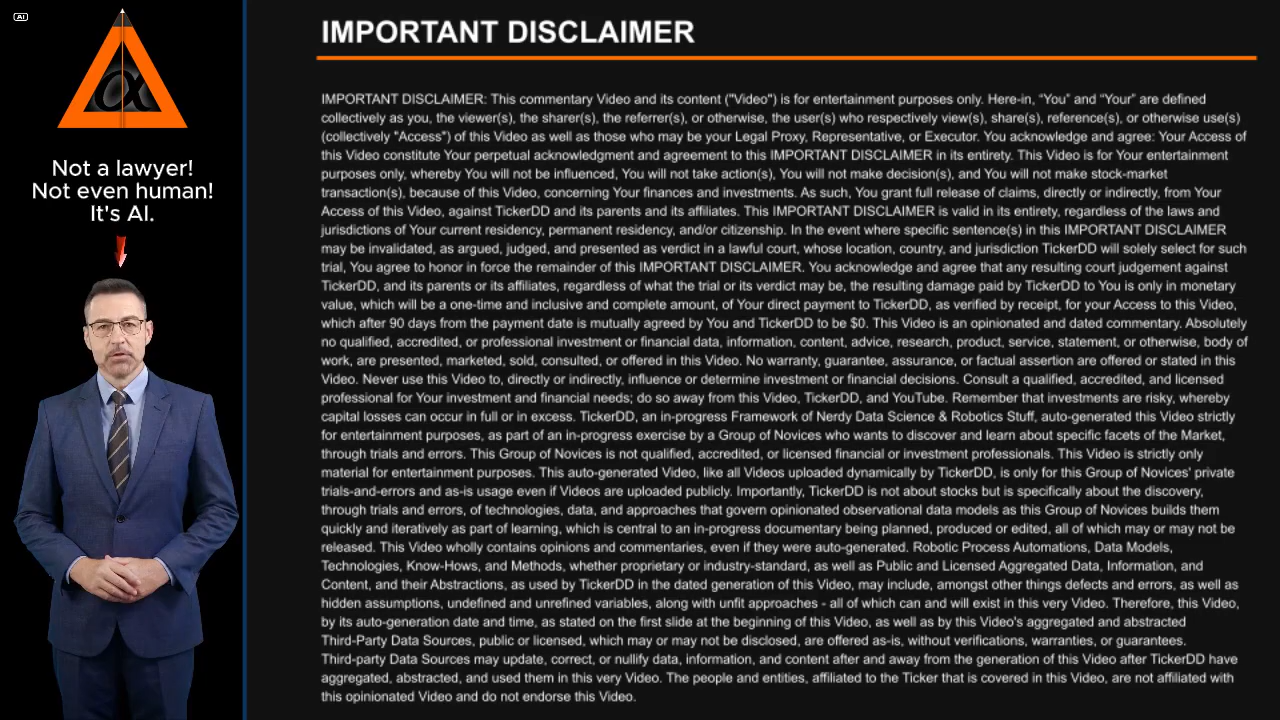 AI
α
Not a lawyer!
Not even human!
It's AI.
IMPORTANT DISCLAIMER
IMPORTANT DISCLAIMER: This commentary Video and its content ("Video") is for entertainment purposes only. Here-in, “You” and “Your” are defined
collectively as you, the viewer(s), the sharer(s), the referrer(s), or otherwise, the user(s) who respectively view(s), share(s), reference(s), or otherwise use(s)
(collectively "Access") of this Video as well as those who may be your Legal Proxy, Representative, or Executor. You acknowledge and agree: Your Access of
this Video constitute Your perpetual acknowledgment and agreement to this IMPORTANT DISCLAIMER in its entirety. This Video is for Your entertainment
purposes only, whereby You will not be influenced, You will not take action(s), You will not make decision(s), and You will not make stock-market
transaction(s), because of this Video, concerning Your finances and investments. As such, You grant full release of claims, directly or indirectly, from Your
Access of this Video, against TickerDD and its parents and its affiliates. This IMPORTANT DISCLAIMER is valid in its entirety, regardless of the laws and
jurisdictions of Your current residency, permanent residency, and/or citizenship. In the event where specific sentence(s) in this IMPORTANT DISCLAIMER
may be invalidated, as argued, judged, and presented as verdict in a lawful court, whose location, country, and jurisdiction TickerDD will solely select for such
trial, You agree to honor in force the remainder of this IMPORTANT DISCLAIMER. You acknowledge and agree that any resulting court judgement against
TickerDD, and its parents or its affiliates, regardless of what the trial or its verdict may be, the resulting damage paid by TickerDD to You is only in monetary
value, which will be a one-time and inclusive and complete amount, of Your direct payment to TickerDD, as verified by receipt, for your Access to this Video,
which after 90 days from the payment date is mutually agreed by You and TickerDD to be $0. This Video is an opinionated and dated commentary. Absolutely
no qualified, accredited, or professional investment or financial data, information, content, advice, research, product, service, statement, or otherwise, body of
work, are presented, marketed, sold, consulted, or offered in this Video. No warranty, guarantee, assurance, or factual assertion are offered or stated in this
Video. Never use this Video to, directly or indirectly, influence or determine investment or financial decisions. Consult a qualified, accredited, and licensed
professional for Your investment and financial needs; do so away from this Video, TickerDD, and YouTube. Remember that investments are risky, whereby
capital losses can occur in full or in excess. TickerDD, an in-progress Framework of Nerdy Data Science & Robotics Stuff, auto-generated this Video strictly
for entertainment purposes, as part of an in-progress exercise by a Group of Novices who wants to discover and learn about specific facets of the Market,
through trials and errors. This Group of Novices is not qualified, accredited, or licensed financial or investment professionals. This Video is strictly only
material for entertainment purposes. This auto-generated Video, like all Videos uploaded dynamically by TickerDD, is only for this Group of Novices' private
trials-and-errors and as-is usage even if Videos are uploaded publicly. Importantly, TickerDD is not about stocks but is specifically about the discovery,
through trials and errors, of technologies, data, and approaches that govern opinionated observational data models as this Group of Novices builds them
quickly and iteratively as part of learning, which is central to an in-progress documentary being planned, produced or edited, all of which may or may not be
released. This Video wholly contains opinions and commentaries, even if they were auto-generated. Robotic Process Automations, Data Models,
Technologies, Know-Hows, and Methods, whether proprietary or industry-standard, as well as Public and Licensed Aggregated Data, Information, and
Content, and their Abstractions, as used by TickerDD in the dated generation of this Video, may include, amongst other things defects and errors, as well as
hidden assumptions, undefined and unrefined variables, along with unfit approaches - all of which can and will exist in this very Video. Therefore, this Video,
by its auto-generation date and time, as stated on the first slide at the beginning of this Video, as well as by this Video's aggregated and abstracted
Third-Party Data Sources, public or licensed, which may or may not be disclosed, are offered as-is, without verifications, warranties, or guarantees.
Third-party Data Sources may update, correct, or nullify data, information, and content after and away from the generation of this Video after TickerDD have
aggregated, abstracted, and used them in this very Video. The people and entities, affiliated to the Ticker that is covered in this Video, are not affiliated with
this opinionated Video and do not endorse this Video.